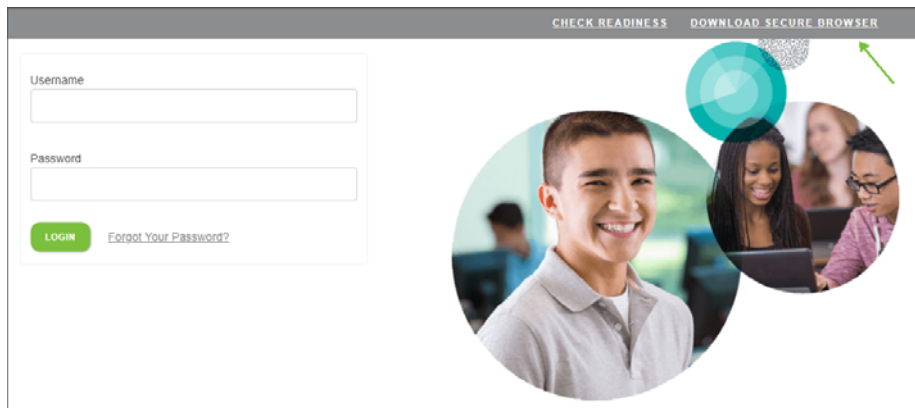 CHECK READINESS DOWNLOAD SECURE BROWSER
Username
Password
LOGIN Forgot Your Password?